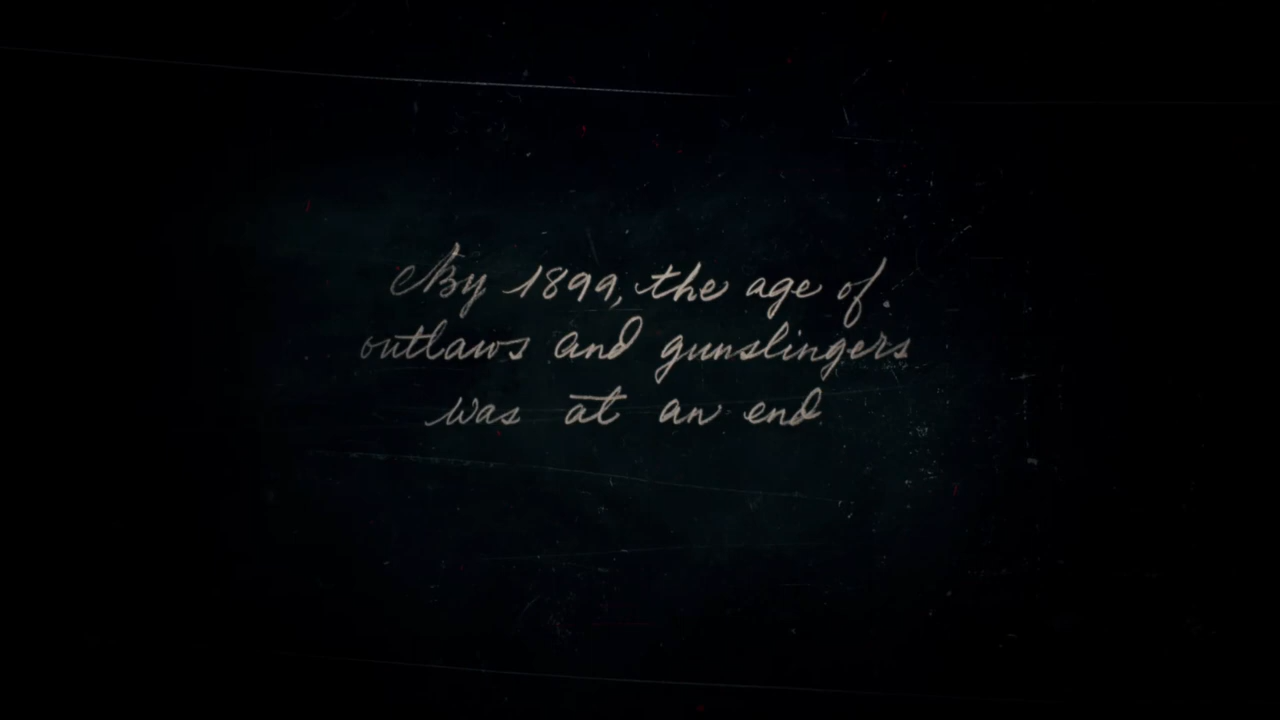 By 1899, the age of
outlaws and gunslingers
was at an end